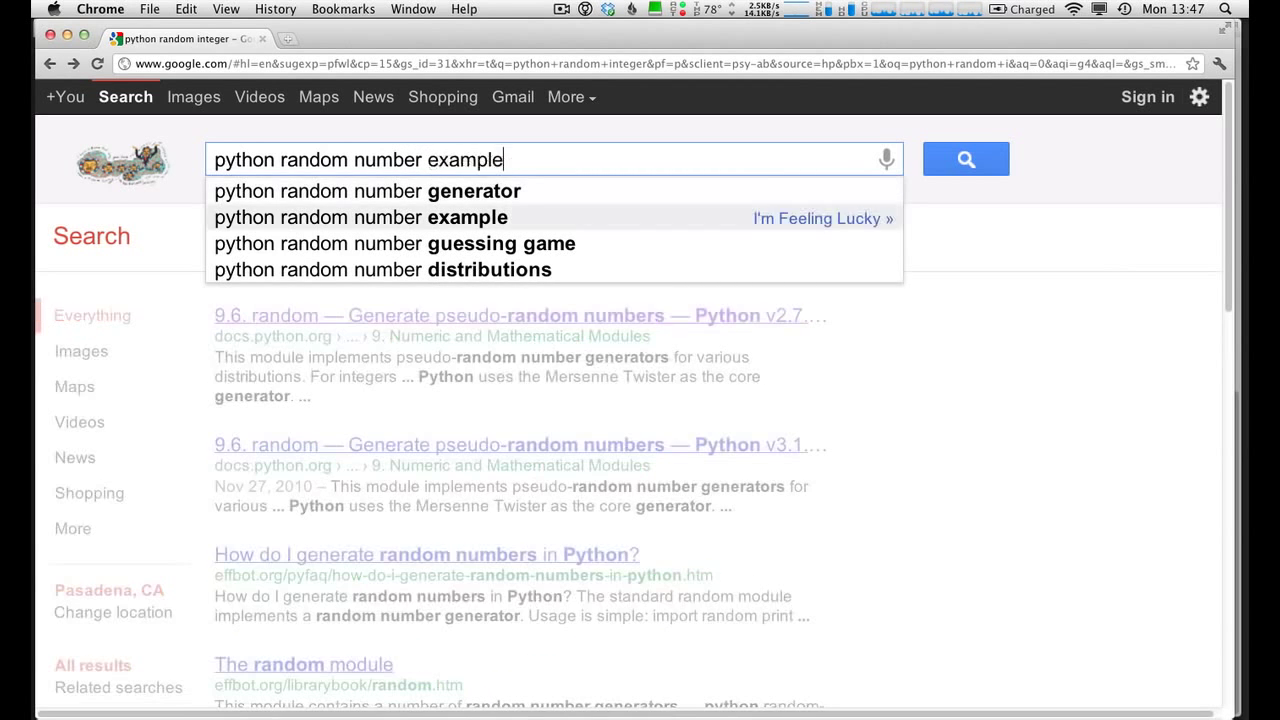 Chrome File Edit View History Bookmarks Window Help 78° 2.5KB/s 14.1KB/s Charged Mon 13:47
python random integer – Go
www.google.com/#hl=en&sugexp=pfwl&cp=15&gs_id=31&xhr=t&q=python+random+integer&pf=p&sclient=psy-ab&source=hp&pbx=1&oq=python+random+i&aq=0&aqi=g4&aql=&gs_sm...
+You Search Images Videos Maps News Shopping Gmail More Sign in
python random number example
python random number generator
python random number example I'm Feeling Lucky »
python random number guessing game
python random number distributions
Search
Everything
Images
Maps
Videos
News
Shopping
More
Pasadena, CA
Change location
All results
Related searches
9.6. random — Generate pseudo-random numbers — Python v2.7....
docs.python.org › ... › 9. Numeric and Mathematical Modules
This module implements pseudo-random number generators for various
distributions. For integers ... Python uses the Mersenne Twister as the core
generator. ...
9.6. random — Generate pseudo-random numbers — Python v3.1....
docs.python.org › ... › 9. Numeric and Mathematical Modules
Nov 27, 2010 – This module implements pseudo-random number generators for
various ... Python uses the Mersenne Twister as the core generator. ...
How do I generate random numbers in Python?
effbot.org/pyfaq/how-do-i-generate-random-numbers-in-python.htm
How do I generate random numbers in Python? The standard random module
implements a random number generator. Usage is simple: import random print ...
The random module
effbot.org/librarybook/random.htm
This module contains a number of random number generators. ... python random-